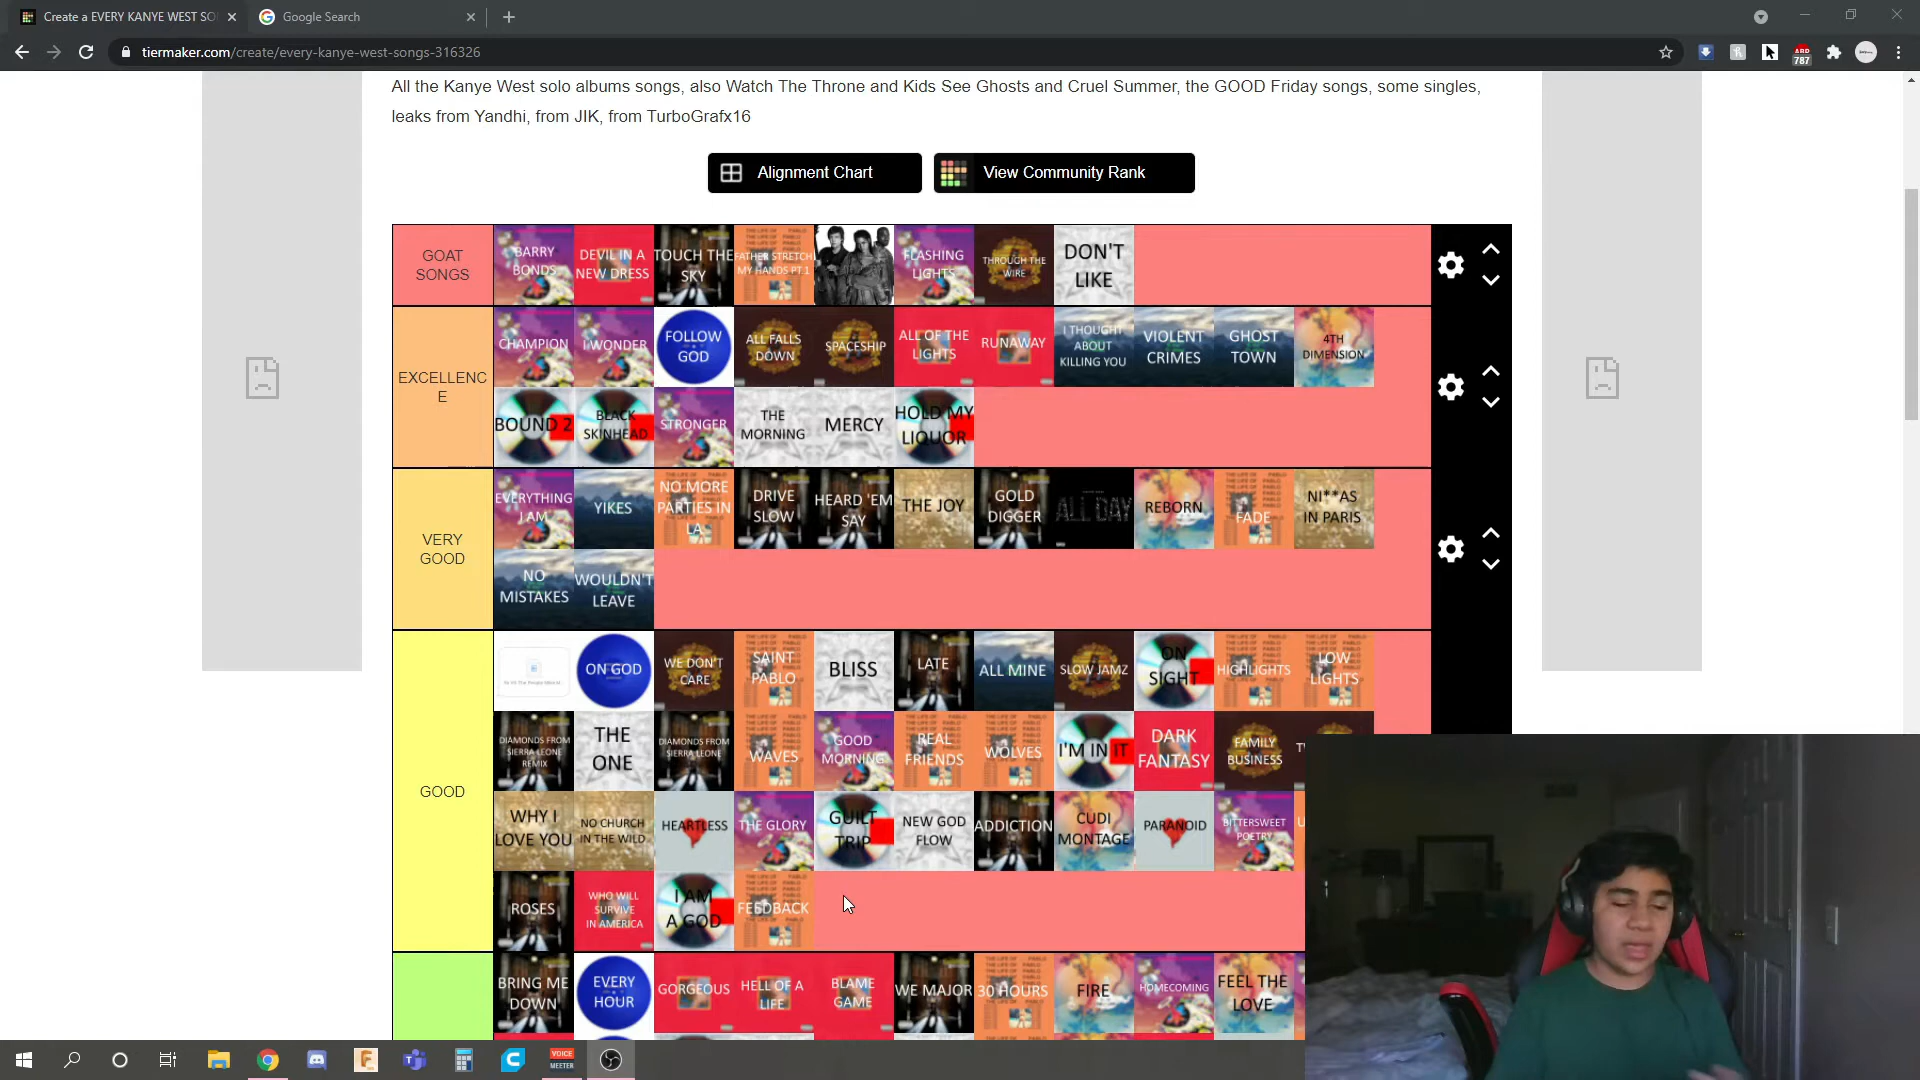 Create a EVERY KANYE WEST SO
Google Search
tiermaker.com/create/every-kanye-west-songs-316326
ABP
787
All the Kanye West solo albums songs, also Watch The Throne and Kids See Ghosts and Cruel Summer, the GOOD Friday songs, some singles,
leaks from Yandhi, from JIK, from TurboGrafx16
Alignment Chart
View Community Rank
GOAT
SONGS
BARRY
BONDS
DEVIL IN A
NEW DRESS
TOUCH THE
SKY
FATHER STRETCH
MY HANDS PT.1
FLASHING
LIGHTS
THROUGH THE
WIRE
DON'T
LIKE
EXCELLENC
E
CHAMPION
I WONDER
FOLLOW
GOD
ALL FALLS
DOWN
SPACESHIP
ALL OF THE
LIGHTS
RUNAWAY
I THOUGHT
ABOUT
KILLING YOU
VIOLENT
CRIMES
GHOST
TOWN
4TH
DIMENSION
BOUND 2
BLACK
SKINHEAD
STRONGER
THE
MORNING
MERCY
HOLD MY
LIQUOR
VERY
GOOD
EVERYTHING
I AM
YIKES
NO MORE
PARTIES IN
LA
DRIVE
SLOW
HEARD 'EM
SAY
THE JOY
GOLD
DIGGER
ALL DAY
REBORN
FADE
NI**AS
IN PARIS
NO
MISTAKES
WOULDN'T
LEAVE
GOOD
ON GOD
WE DON'T
CARE
SAINT
PABLO
BLISS
LATE
ALL MINE
SLOW JAMZ
ON
SIGHT
HIGHLIGHTS
LOW
LIGHTS
DIAMONDS FROM
SIERRA LEONE
REMIX
THE
ONE
DIAMONDS FROM
SIERRA LEONE
WAVES
GOOD
MORNING
REAL
FRIENDS
WOLVES
I'M IN IT
DARK
FANTASY
FAMILY
BUSINESS
WHY I
LOVE YOU
NO CHURCH
IN THE WILD
HEARTLESS
THE GLORY
GUILT
TRIP
NEW GOD
FLOW
ADDICTION
CUDI
MONTAGE
PARANOID
BITTERSWEET
POETRY
ROSES
WHO WILL
SURVIVE
IN AMERICA
I AM
A GOD
FEEDBACK
BRING ME
DOWN
EVERY
HOUR
GORGEOUS
HELL OF A
LIFE
BLAME
GAME
WE MAJOR
30 HOURS
FIRE
HOMECOMING
FEEL THE
LOVE
VOICE
MEETER